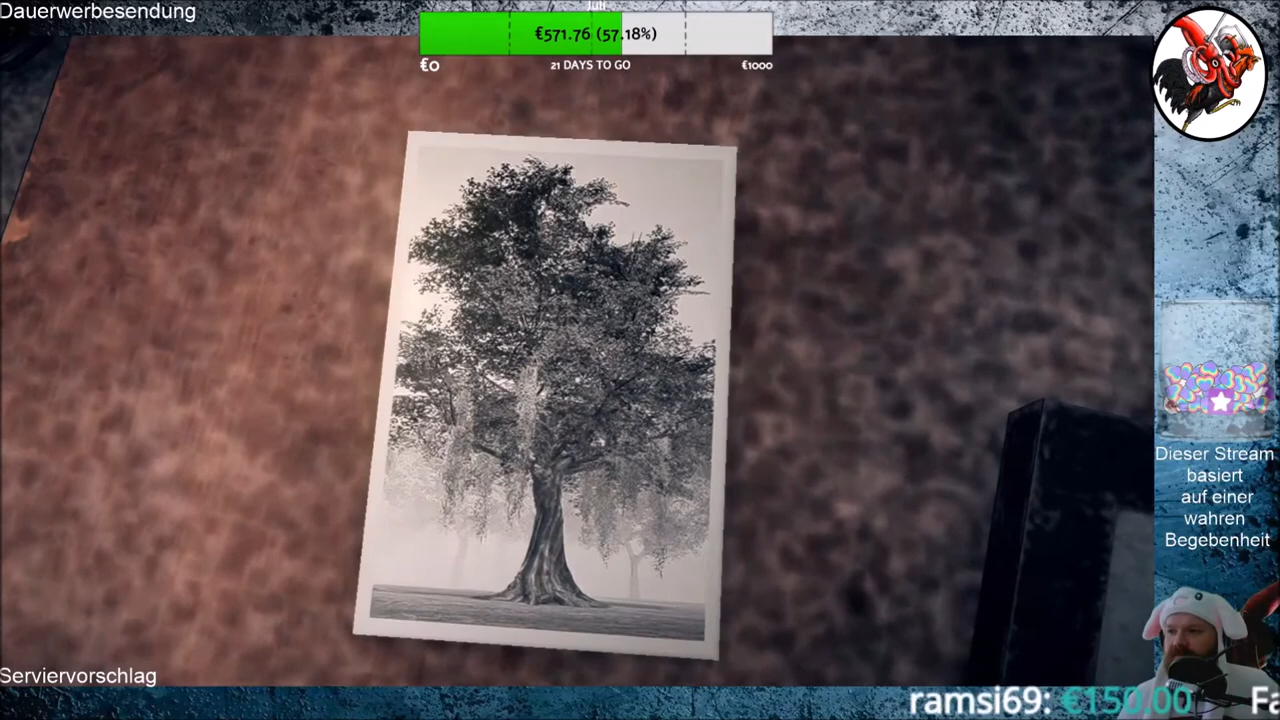 Dauerwerbesendung
Juli
€571.76 (57.18%)
€0
21 DAYS TO GO
€1000
Dieser Stream
basiert
auf einer
wahren
Begebenheit
Serviervorschlag
ramsi69: €150.00